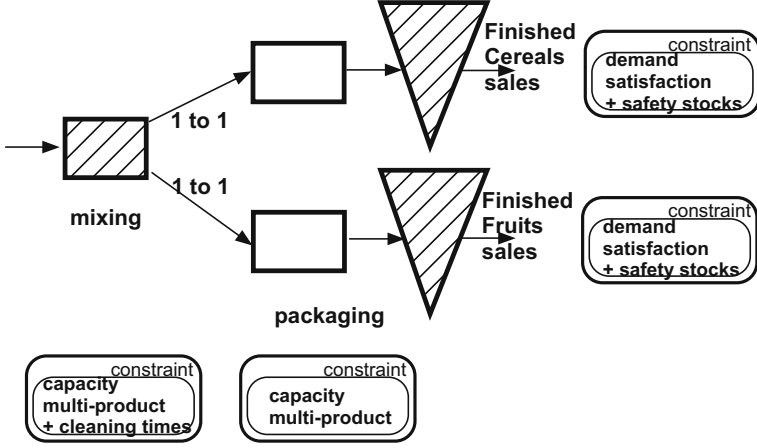 Finished
Cereals
sales
constraint
demand
satisfaction
+ safety stocks
1 to 1
1 to 1
mixing
Finished
Fruits
sales
constraint
demand
satisfaction
+ safety stocks
packaging
constraint
capacity
multi-product
+ cleaning times
constraint
capacity
multi-product